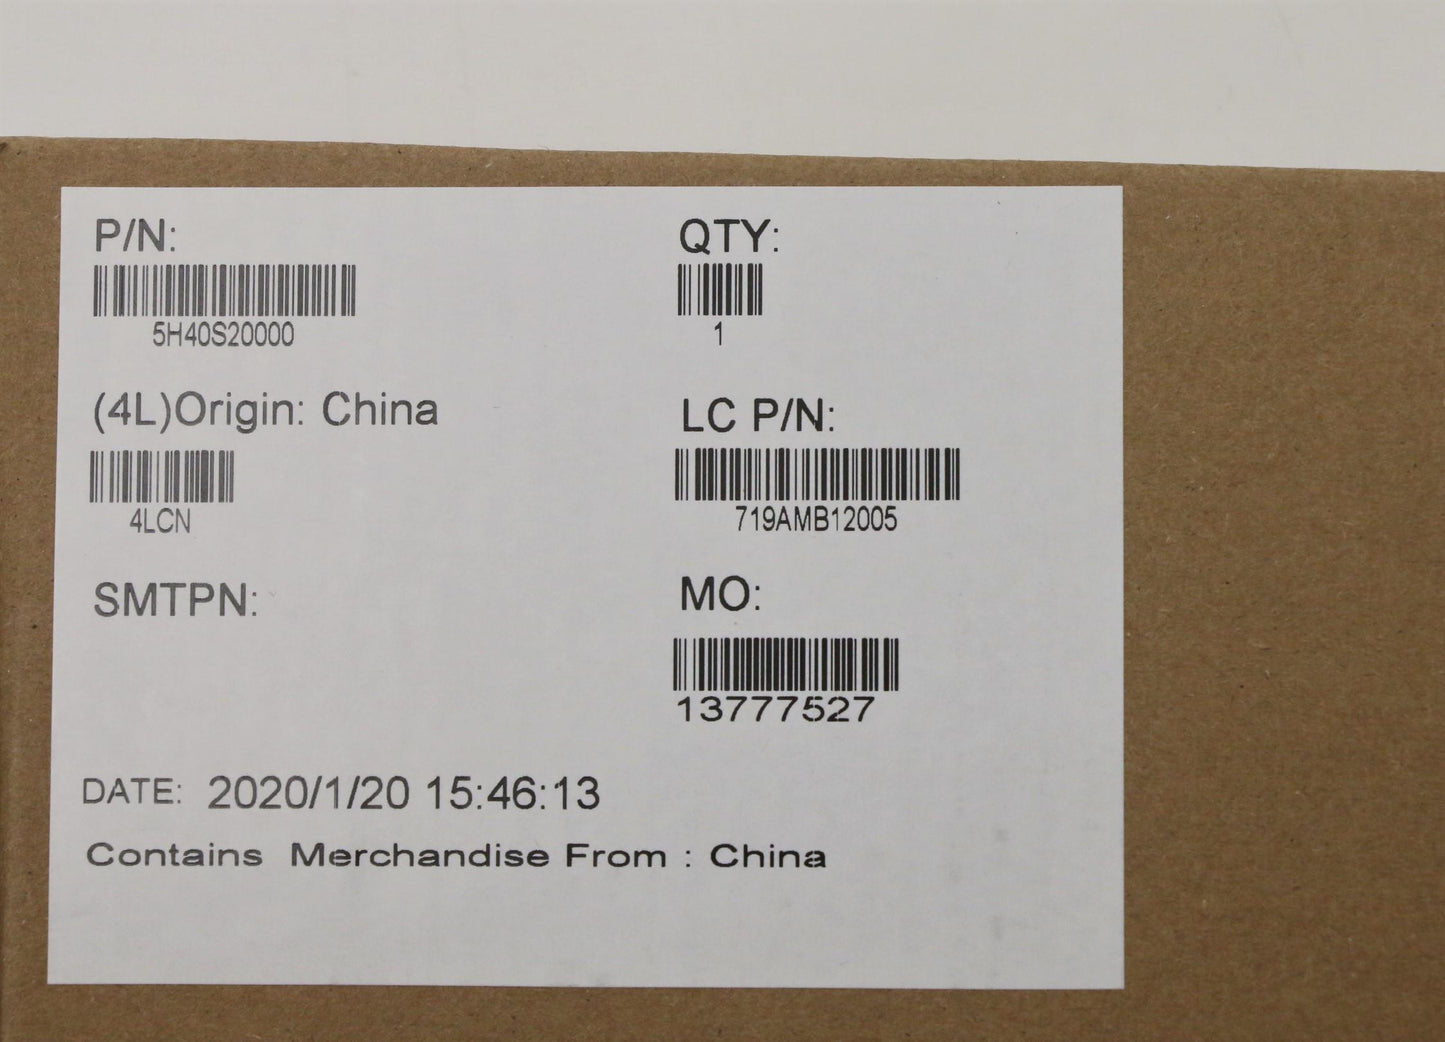 P/N:
5H40S20000
QTY:
1
(4L)Origin: China
4LCN
LC P/N:
719AMB12005
SMTPN:
MO:
13777527
DATE: 2020/1/20 15:46:13
Contains Merchandise From : China